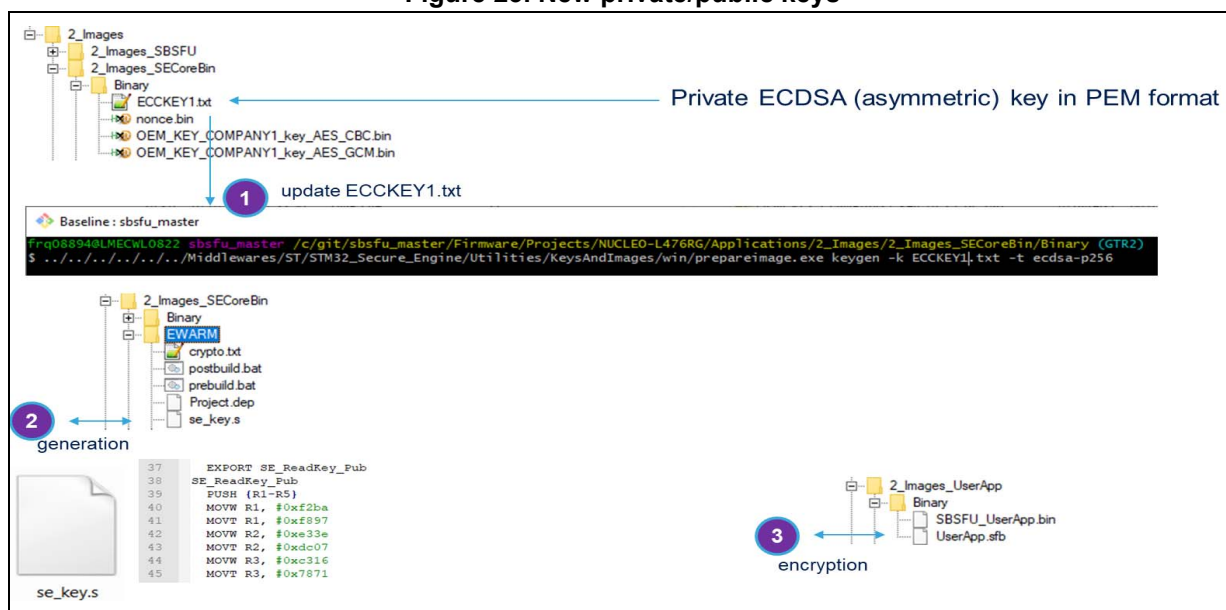 Figure 20. New private/public keys
2_Images
2_Images_SBSFU
2_Images_SECoreBin
Binary
ECCKEY1.txt
Private ECDSA (asymmetric) key in PEM format
nonce.bin
OEM_KEY_COMPANY1_key_AES_CBC.bin
OEM_KEY_COMPANY1_key_AES_GCM.bin
1
update ECCKEY1.txt
Baseline : sbsfu_master
frq08894@LMECWL0822 sbsfu_master /c/git/sbsfu_master/Firmware/Projects/NUCLEO-L476RG/Applications/2_Images/2_Images_SECoreBin/Binary (GTR2)
$ ../../../../../../Middlewares/ST/STM32_Secure_Engine/Utilities/KeysAndImages/win/prepareimage.exe keygen -k ECCKEY1.txt -t ecdsa-p256
2_Images_SECoreBin
Binary
EWARM
crypto.txt
postbuild.bat
prebuild.bat
Project.dep
se_key.s
2
generation
37 EXPORT SE_ReadKey_Pub
38 SE_ReadKey_Pub
39 PUSH {R1-R5}
40 MOVW R1, #0xf2ba
41 MOVT R1, #0xf897
42 MOVW R2, #0xe33e
43 MOVT R2, #0xdc07
44 MOVW R3, #0xc316
45 MOVT R3, #0x7871
se_key.s
2_Images_UserApp
Binary
SBSFU_UserApp.bin
UserApp.sfb
3
encryption